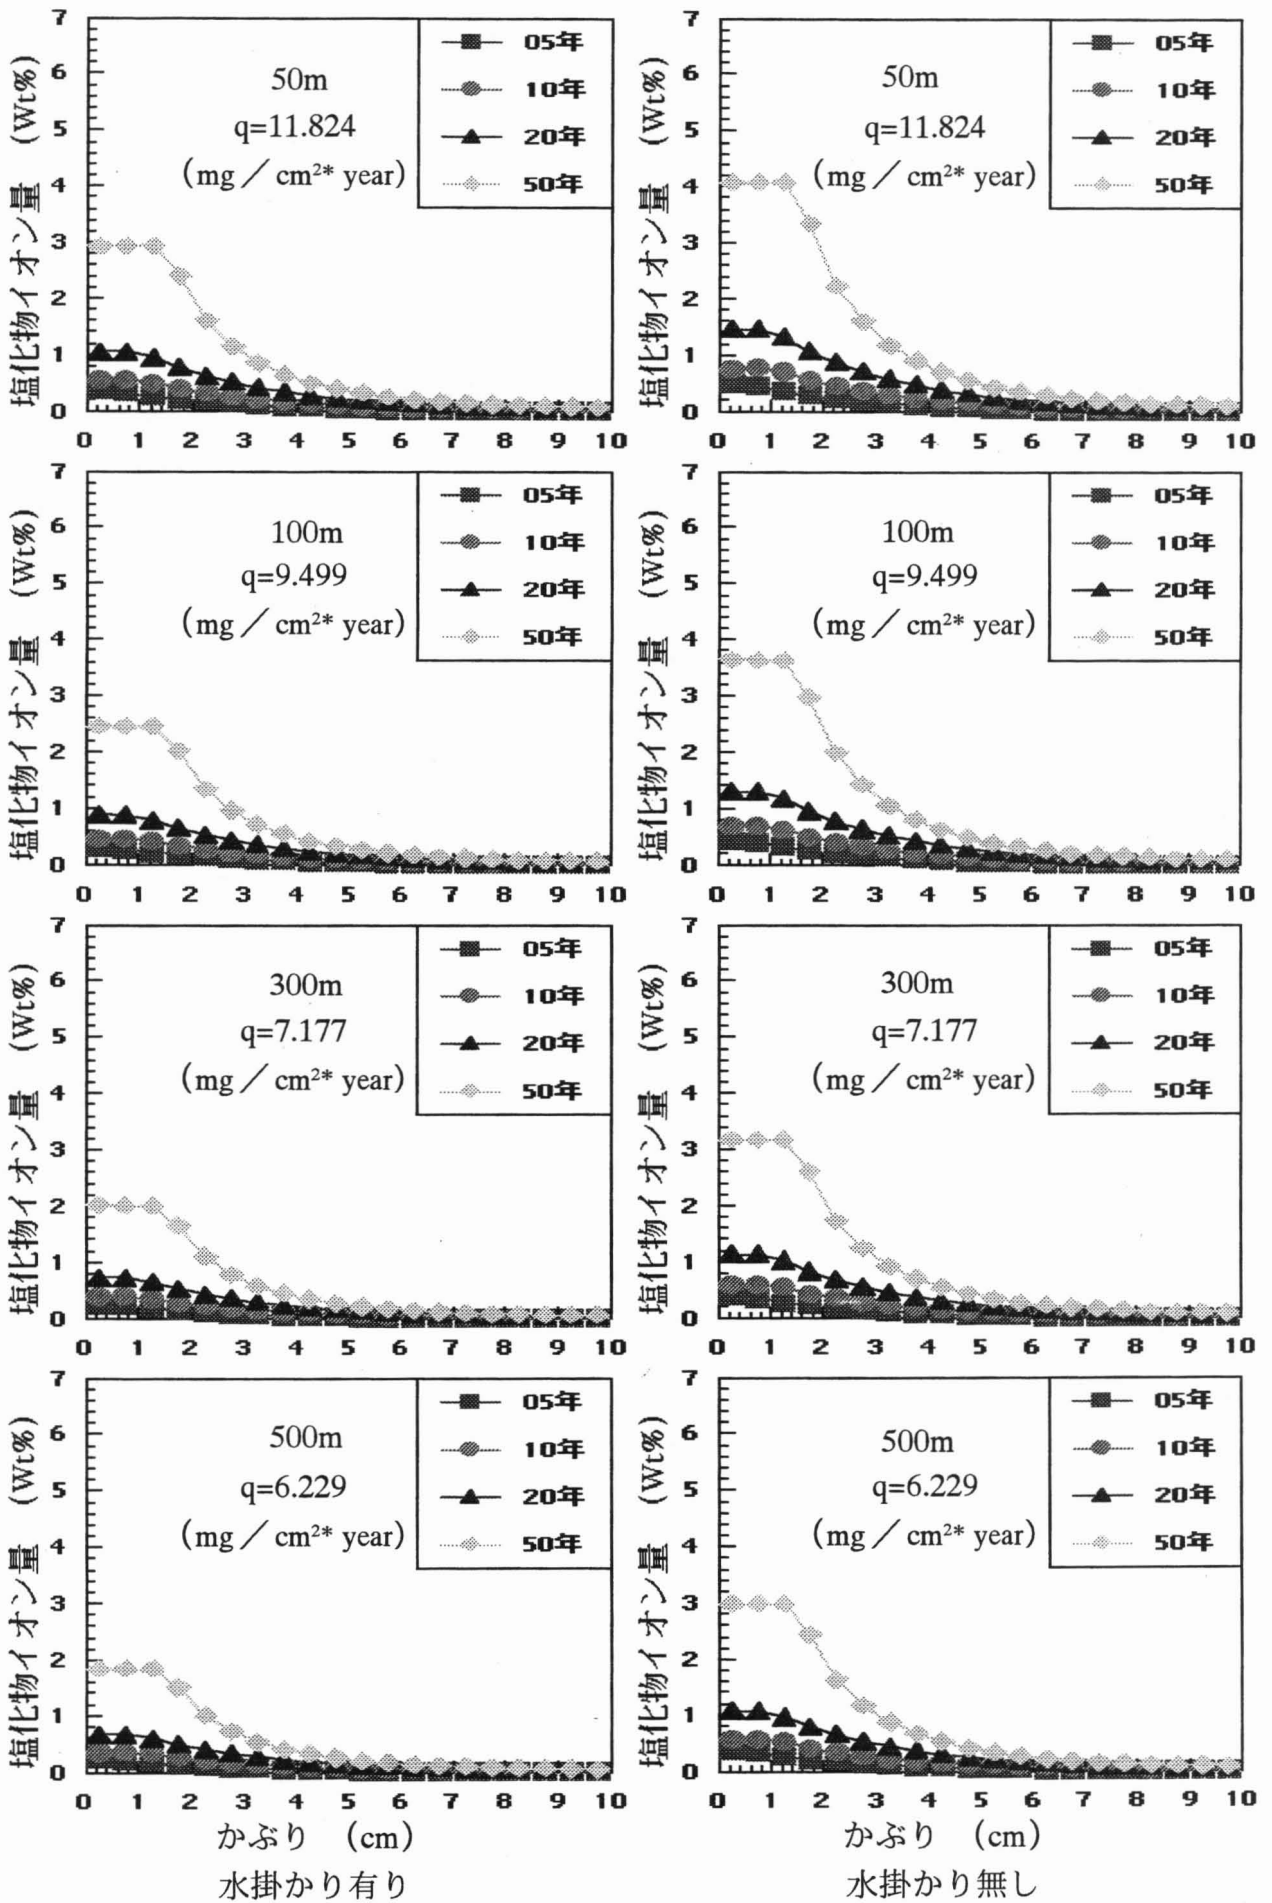 7
6
5
4
3
2
1
0
塩化物イオン量 (Wt%)
50m
q=11.824
(mg／cm²* year)
05年
10年
20年
50年
0 1 2 3 4 5 6 7 8 9 10
7
6
5
4
3
2
1
0
塩化物イオン量 (Wt%)
50m
q=11.824
(mg／cm²* year)
05年
10年
20年
50年
0 1 2 3 4 5 6 7 8 9 10
7
6
5
4
3
2
1
0
塩化物イオン量 (Wt%)
100m
q=9.499
(mg／cm²* year)
05年
10年
20年
50年
0 1 2 3 4 5 6 7 8 9 10
7
6
5
4
3
2
1
0
塩化物イオン量 (Wt%)
100m
q=9.499
(mg／cm²* year)
05年
10年
20年
50年
0 1 2 3 4 5 6 7 8 9 10
7
6
5
4
3
2
1
0
塩化物イオン量 (Wt%)
300m
q=7.177
(mg／cm²* year)
05年
10年
20年
50年
0 1 2 3 4 5 6 7 8 9 10
7
6
5
4
3
2
1
0
塩化物イオン量 (Wt%)
300m
q=7.177
(mg／cm²* year)
05年
10年
20年
50年
0 1 2 3 4 5 6 7 8 9 10
7
6
5
4
3
2
1
0
塩化物イオン量 (Wt%)
500m
q=6.229
(mg／cm²* year)
05年
10年
20年
50年
0 1 2 3 4 5 6 7 8 9 10
かぶり (cm)
水掛かり有り
7
6
5
4
3
2
1
0
塩化物イオン量 (Wt%)
500m
q=6.229
(mg／cm²* year)
05年
10年
20年
50年
0 1 2 3 4 5 6 7 8 9 10
かぶり (cm)
水掛かり無し